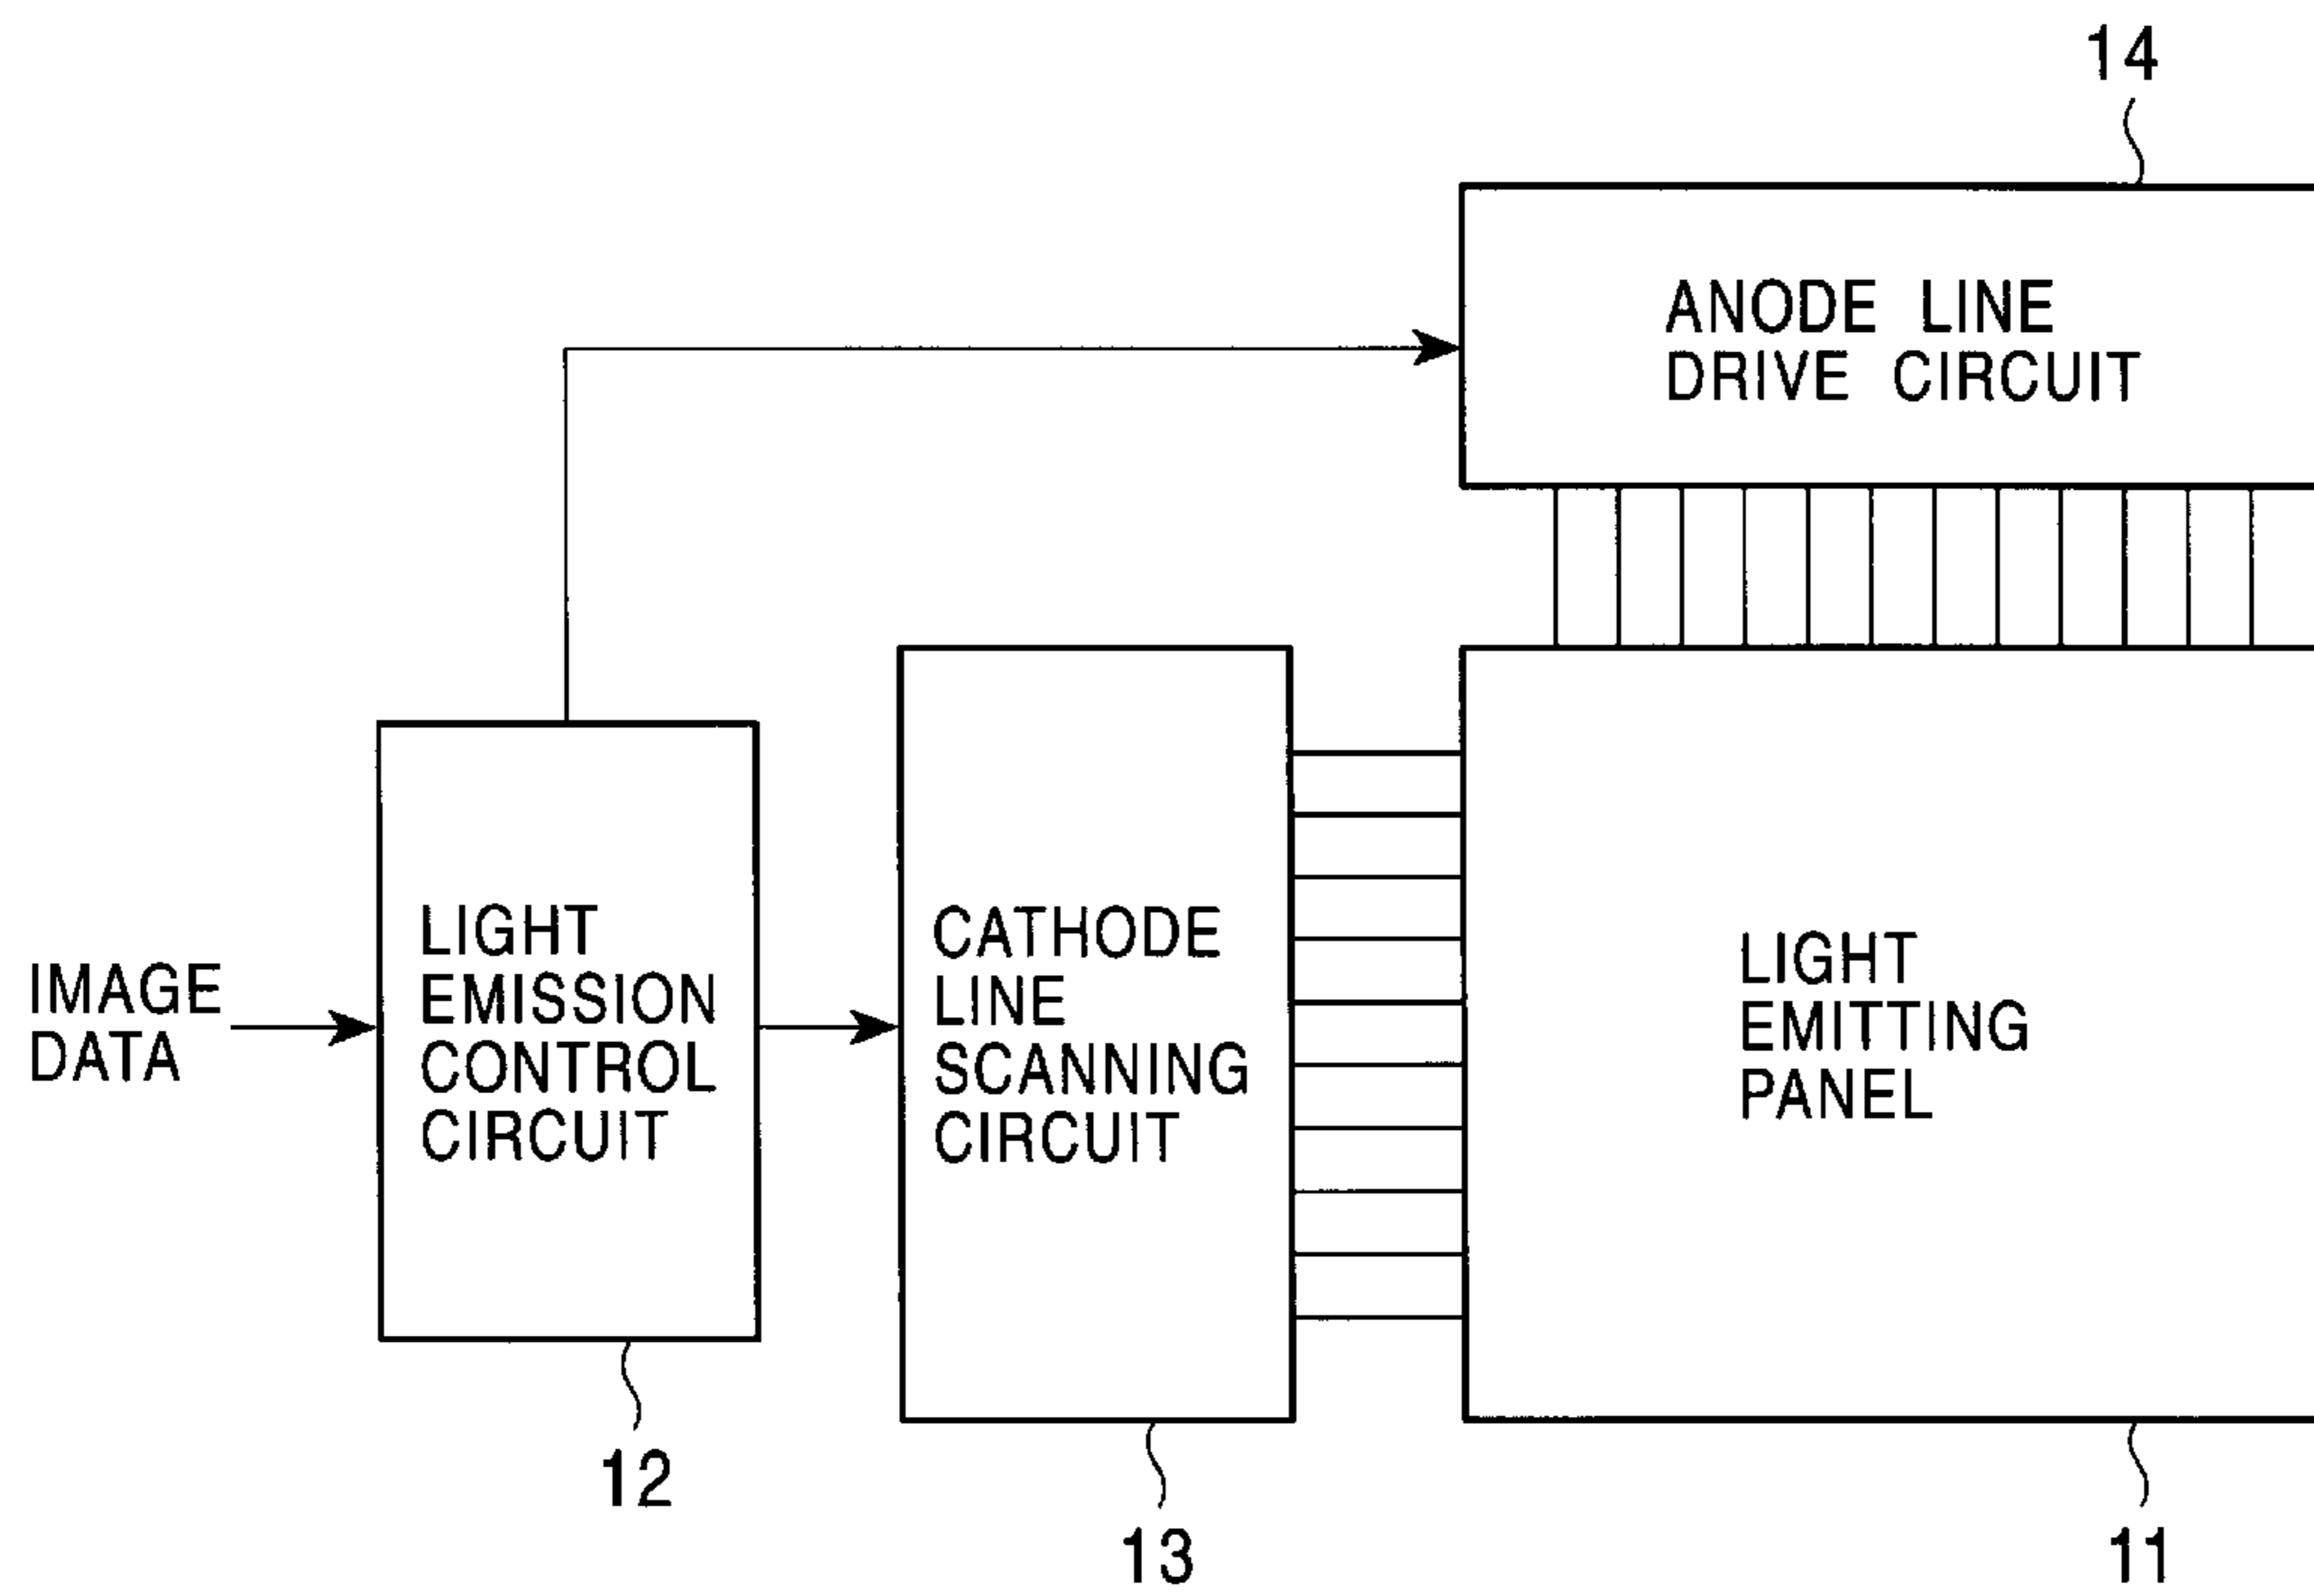 14
ANODE LINE
DRIVE CIRCUIT
IMAGE
DATA
LIGHT
EMISSION
CONTROL
CIRCUIT
CATHODE
LINE
SCANNING
CIRCUIT
LIGHT
EMITTING
PANEL
12
13
11